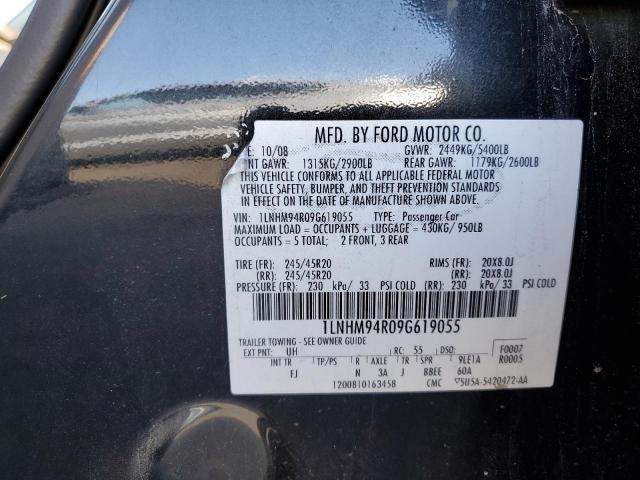 MFD. BY FORD MOTOR CO.
E: 10/08 GVWR: 2449KG/5400LB
NT GAWR: 1315KG/2900LB REAR GAWR: 1179KG/2600LB
THIS VEHICLE CONFORMS TO ALL APPLICABLE FEDERAL MOTOR
VEHICLE SAFETY, BUMPER, AND THEFT PREVENTION STANDARDS
IN EFFECT ON THE DATE OF MANUFACTURE SHOWN ABOVE.
VIN: 1LNHM94R09G619055 TYPE: Passenger Car
MAXIMUM LOAD = OCCUPANTS + LUGGAGE = 430KG/950LB
OCCUPANTS = 5 TOTAL; 2 FRONT, 3 REAR
TIRE (FR): 245/45R20 RIMS (FR): 20X8.0J
(RR): 245/45R20 (RR): 20X8.0J
PRESSURE (FR): 230 kPa/ 33 PSI COLD (RR): 230 kPa/ 33 PSI COLD
1LNHM94R09G619055
TRAILER TOWING - SEE OWNER GUIDE
EXT PNT: UH RC: 55 DSO: F0007
INT TR TP/PS R AXLE TR SPR 9LE1A R0005
FJ N 3A J BBEE 60A
1200810163458 CMC 5U5A-5420472-AA